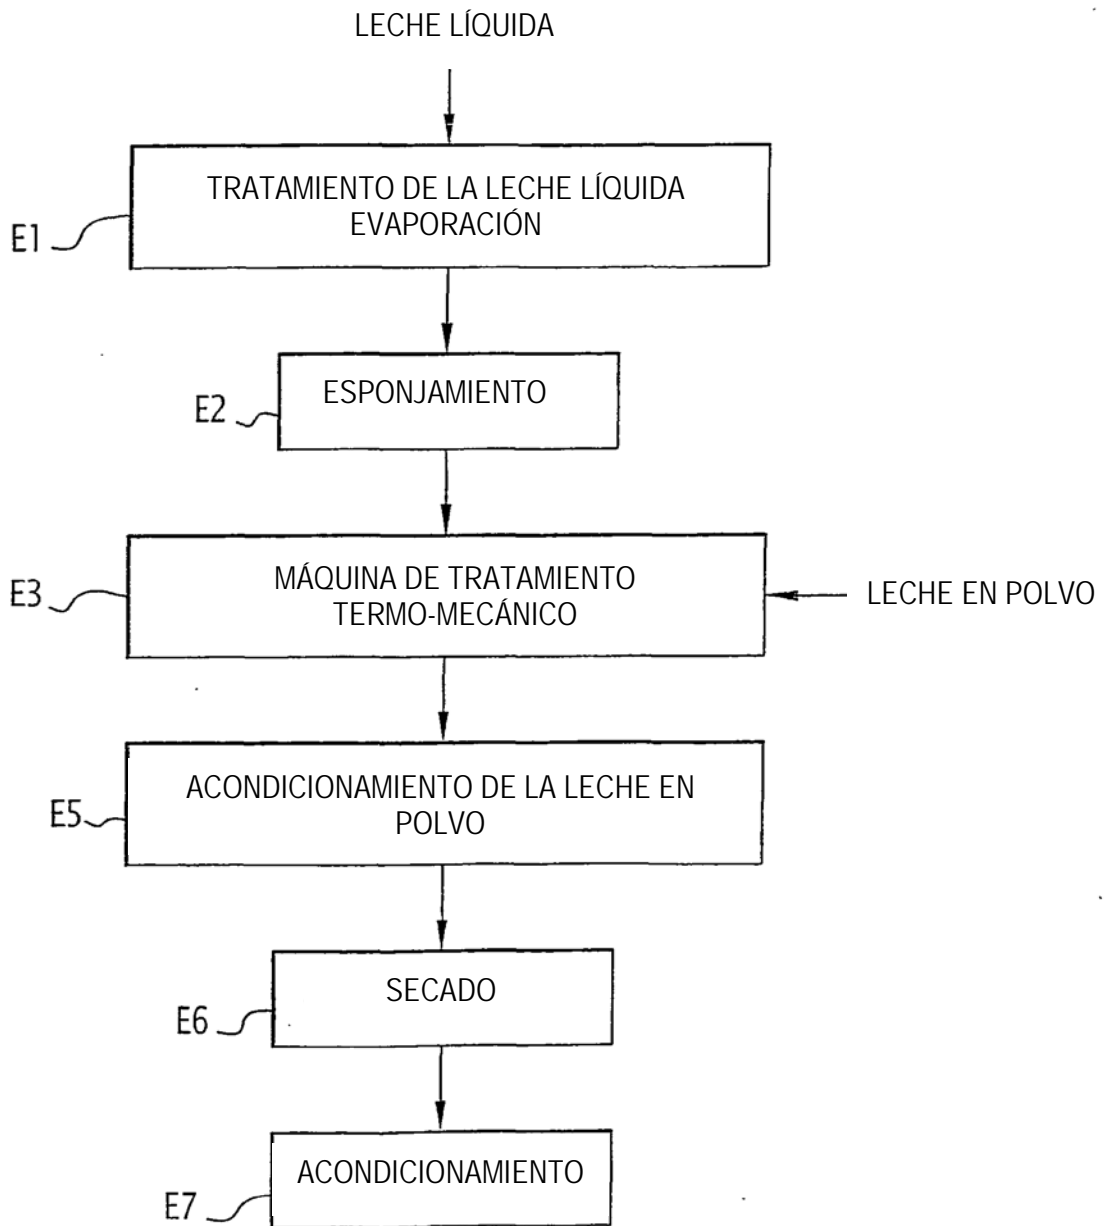 LECHE LÍQUIDA
TRATAMIENTO DE LA LECHE LÍQUIDA
EVAPORACIÓN
E1
ESPONJAMIENTO
E2
MÁQUINA DE TRATAMIENTO
TERMO-MECÁNICO
E3
LECHE EN POLVO
ACONDICIONAMIENTO DE LA LECHE EN
POLVO
E5
SECADO
E6
ACONDICIONAMIENTO
E7